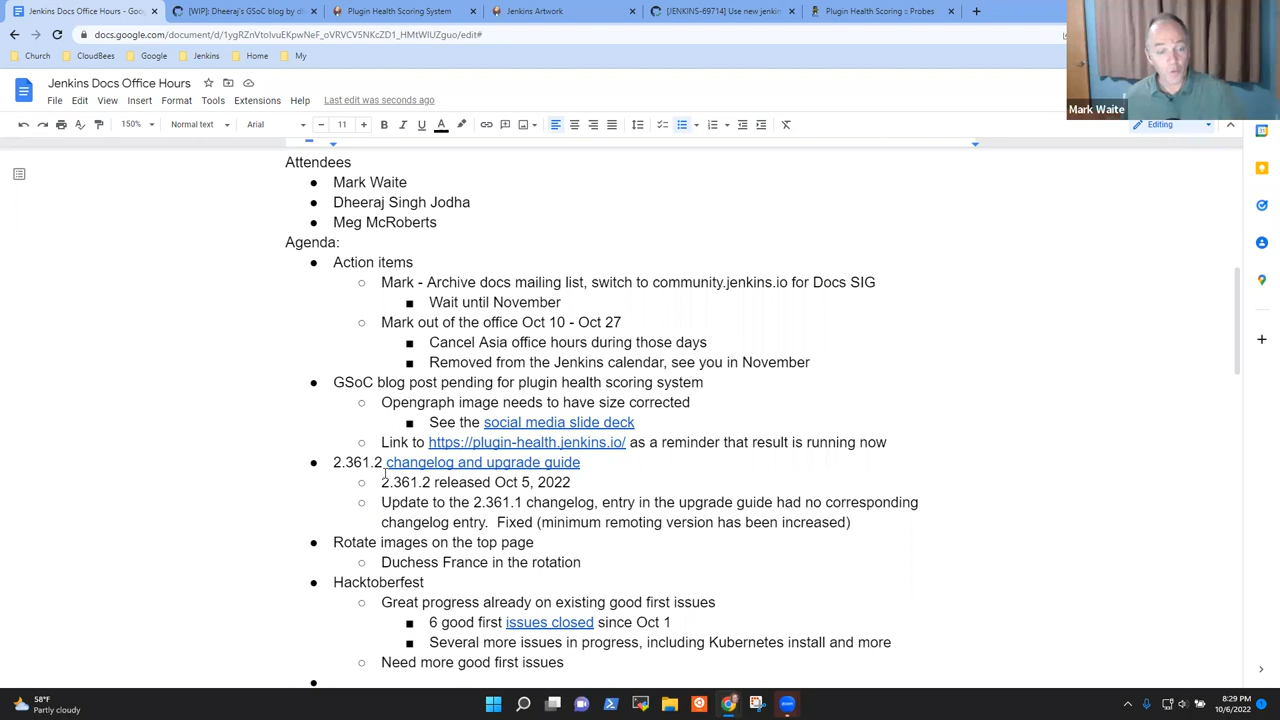 Jenkins Docs Office Hours - Go
[WIP]: Dheeraj's GSoC blog by dh
Plugin Health Scoring System
Jenkins Artwork
[JENKINS-69714] Use new jenkin
Plugin Health Scoring :: Probes
docs.google.com/document/d/1ygRZnVtoIvuEKpwNeF_oVRVCV5NKcZD1_HMtWIUZguo/edit#
Church
CloudBees
Google
Jenkins
Home
My
Mark Waite
Jenkins Docs Office Hours
File Edit View Insert Format Tools Extensions Help Last edit was seconds ago
150% Normal text Arial 11 Editing
Attendees
● Mark Waite
● Dheeraj Singh Jodha
● Meg McRoberts
Agenda:
● Action items
○ Mark - Archive docs mailing list, switch to community.jenkins.io for Docs SIG
■ Wait until November
○ Mark out of the office Oct 10 - Oct 27
■ Cancel Asia office hours during those days
■ Removed from the Jenkins calendar, see you in November
● GSoC blog post pending for plugin health scoring system
○ Opengraph image needs to have size corrected
■ See the social media slide deck
○ Link to https://plugin-health.jenkins.io/ as a reminder that result is running now
● 2.361.2 changelog and upgrade guide
○ 2.361.2 released Oct 5, 2022
○ Update to the 2.361.1 changelog, entry in the upgrade guide had no corresponding
changelog entry. Fixed (minimum remoting version has been increased)
● Rotate images on the top page
○ Duchess France in the rotation
● Hacktoberfest
○ Great progress already on existing good first issues
■ 6 good first issues closed since Oct 1
■ Several more issues in progress, including Kubernetes install and more
○ Need more good first issues
●
58°F
Partly cloudy
8:29 PM
10/6/2022